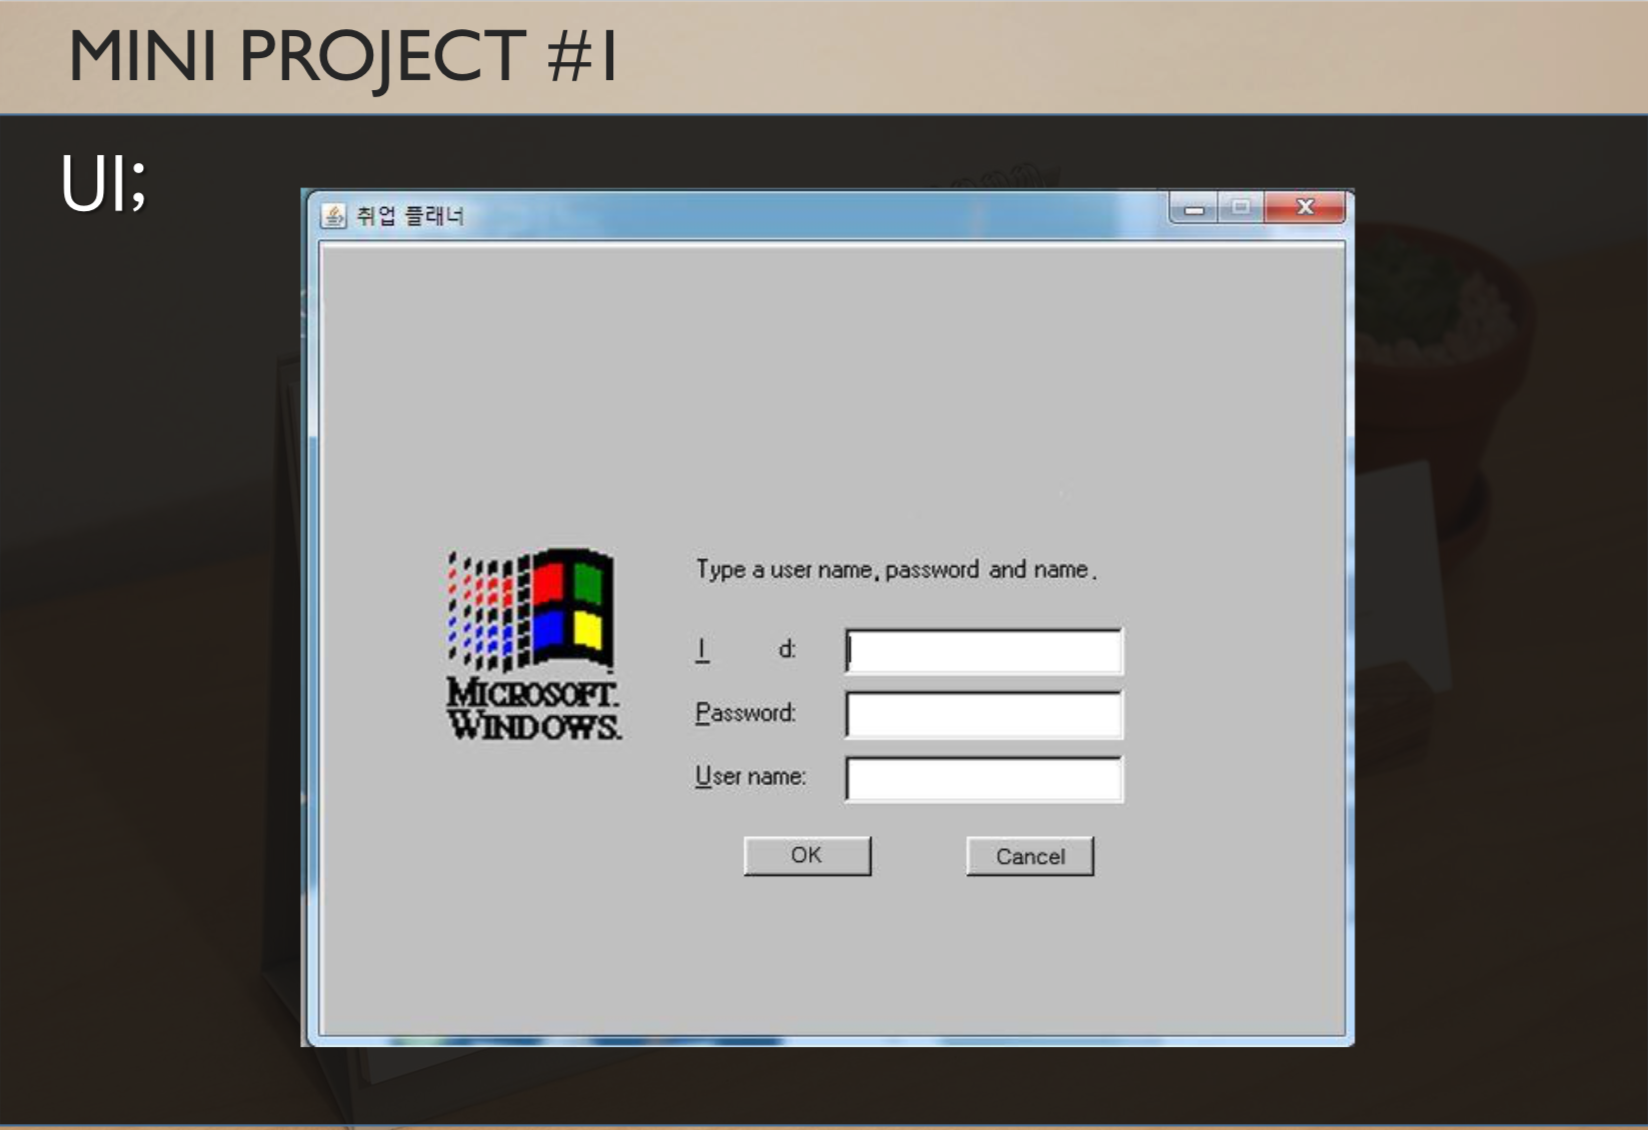 MINI PROJECT #1
UI;
취업 플래너
Type a user name, password and name.
I d:
Password:
User name:
MICROSOFT.
WINDOWS.
OK
Cancel